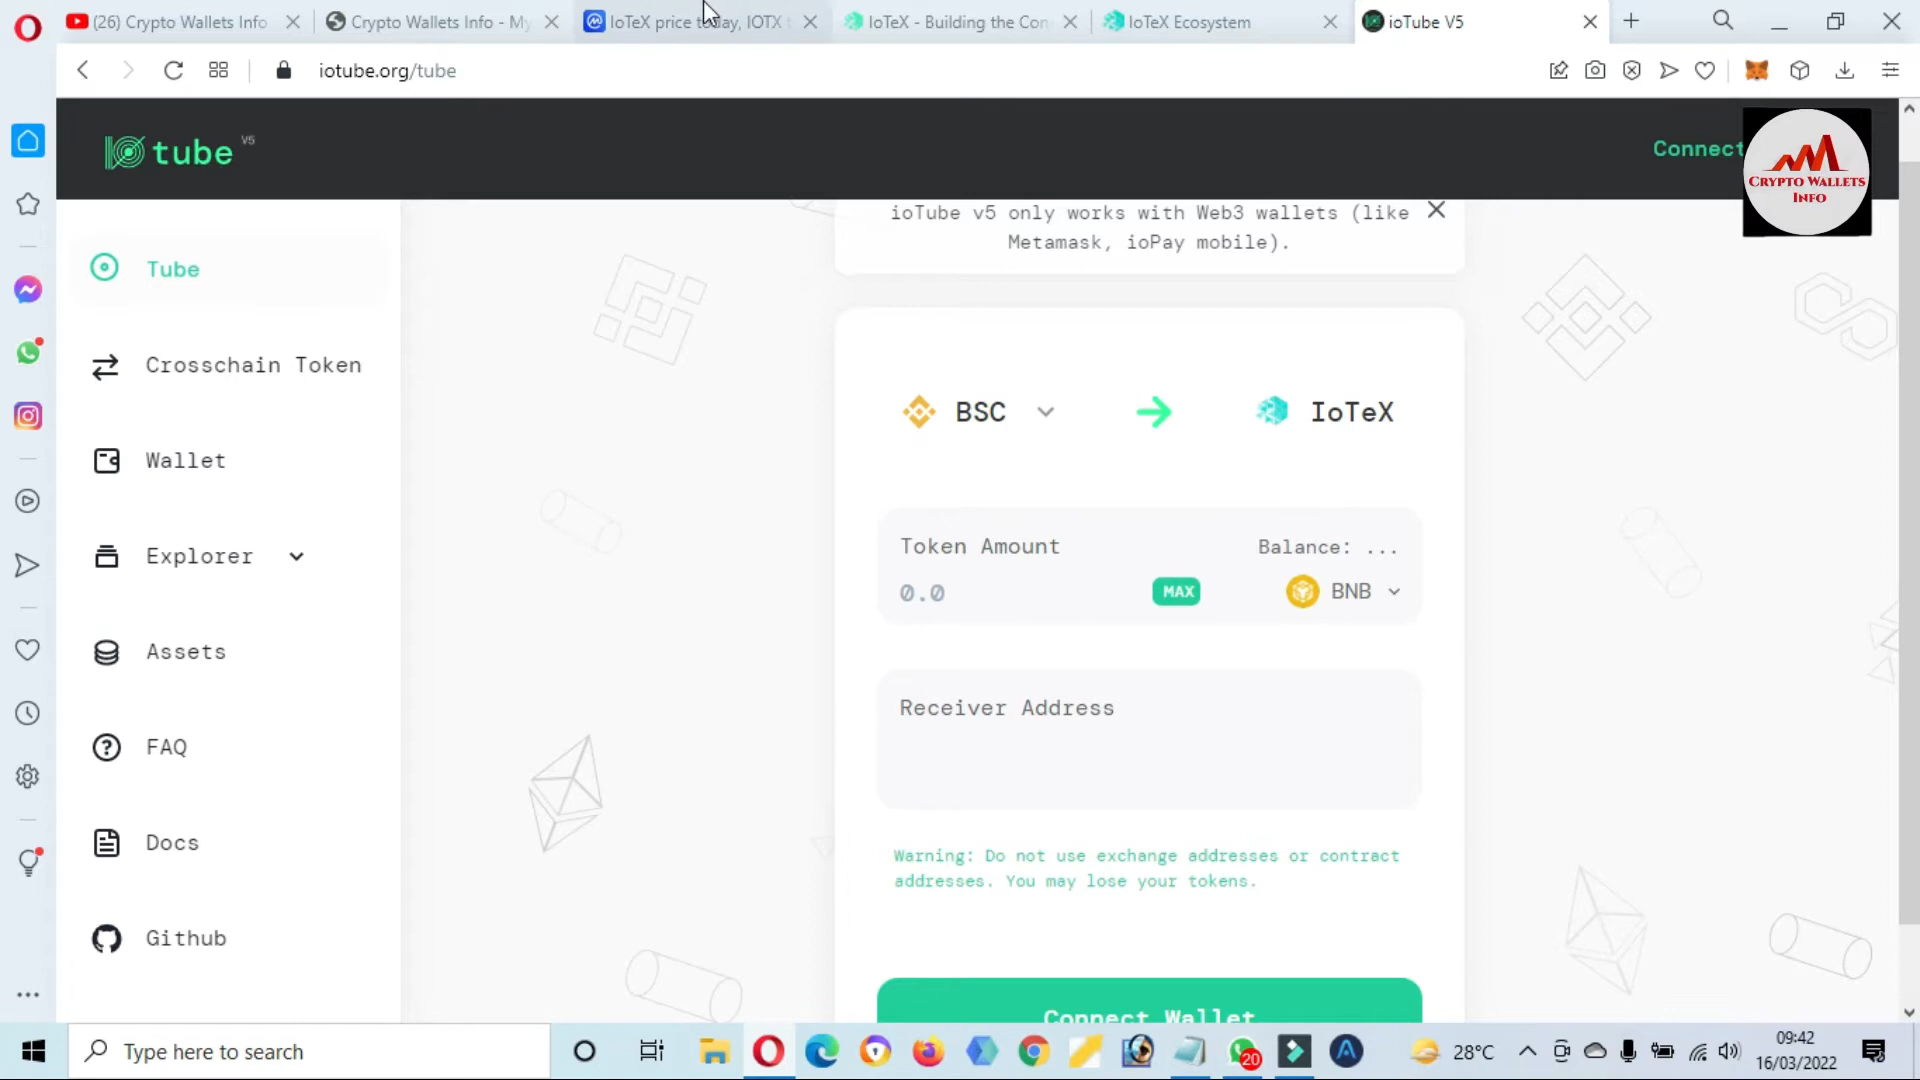 (26) Crypto Wallets Info
Crypto Wallets Info - My
IoTeX price today, IOTX t
IoTeX - Building the Con
IoTeX Ecosystem
ioTube V5
iotube.org/tube
tube V5
Connect
CRYPTO WALLETS
INFO
ioTube v5 only works with Web3 wallets (like
Metamask, ioPay mobile).
Tube
Crosschain Token
Wallet
Explorer
Assets
FAQ
Docs
Github
BSC
IoTeX
Token Amount
Balance: ...
0.0
MAX
BNB
Receiver Address
Warning: Do not use exchange addresses or contract
addresses. You may lose your tokens.
Connect Wallet
Type here to search
20
28°C
09:42
16/03/2022